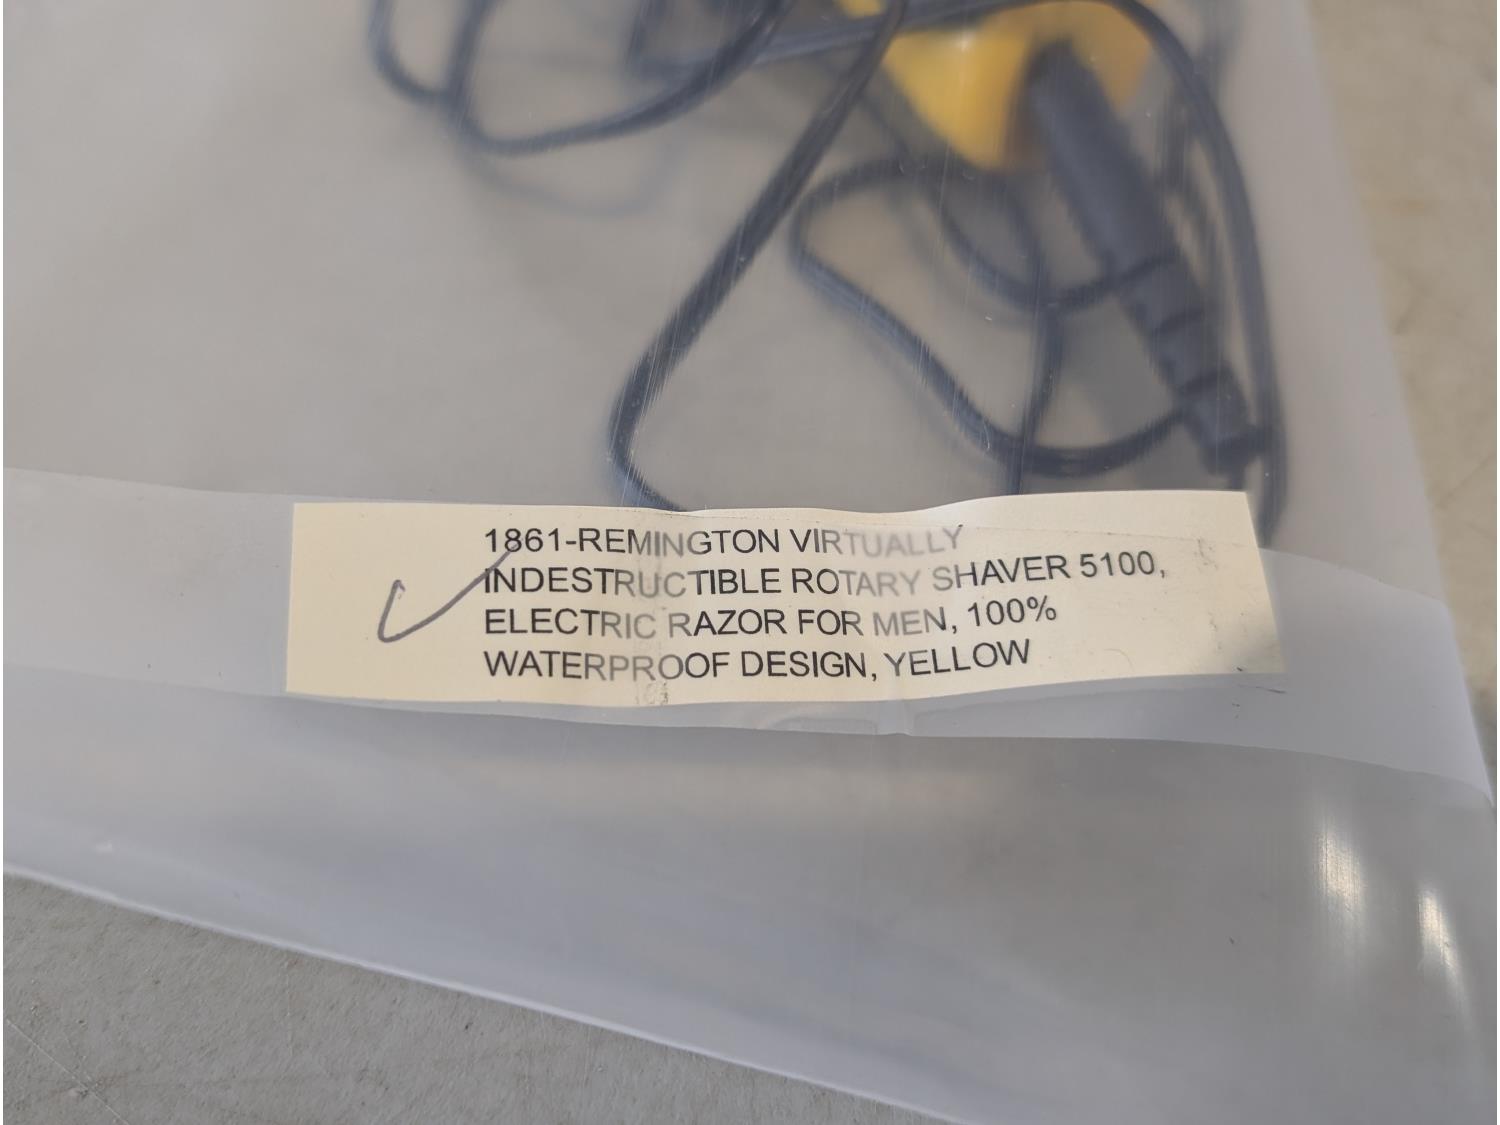 1861-REMINGTON VIRTUALLY
INDESTRUCTIBLE ROTARY SHAVER 5100,
ELECTRIC RAZOR FOR MEN, 100%
WATERPROOF DESIGN, YELLOW